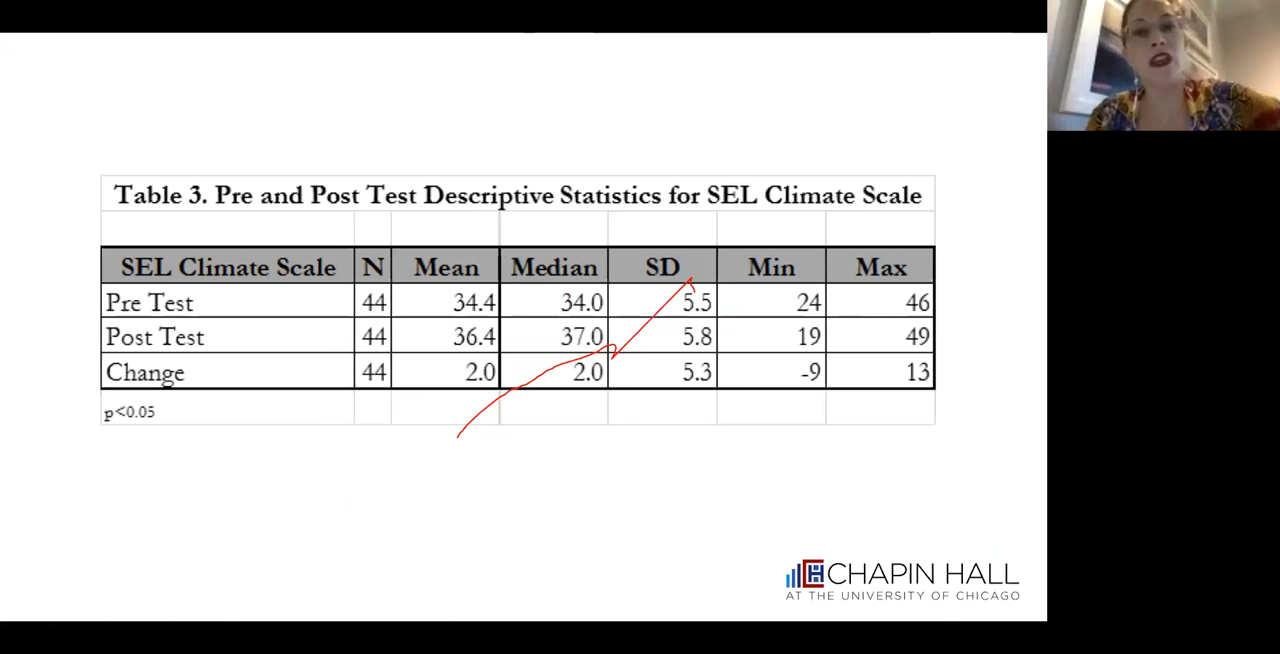 Table 3. Pre and Post Test Descriptive Statistics for SEL Climate Scale
SEL Climate Scale N Mean Median SD Min Max
Pre Test 44 34.4 34.0 5.5 24 46
Post Test 44 36.4 37.0 5.8 19 49
Change 44 2.0 2.0 5.3 -9 13
p<0.05
CHAPIN HALL
AT THE UNIVERSITY OF CHICAGO